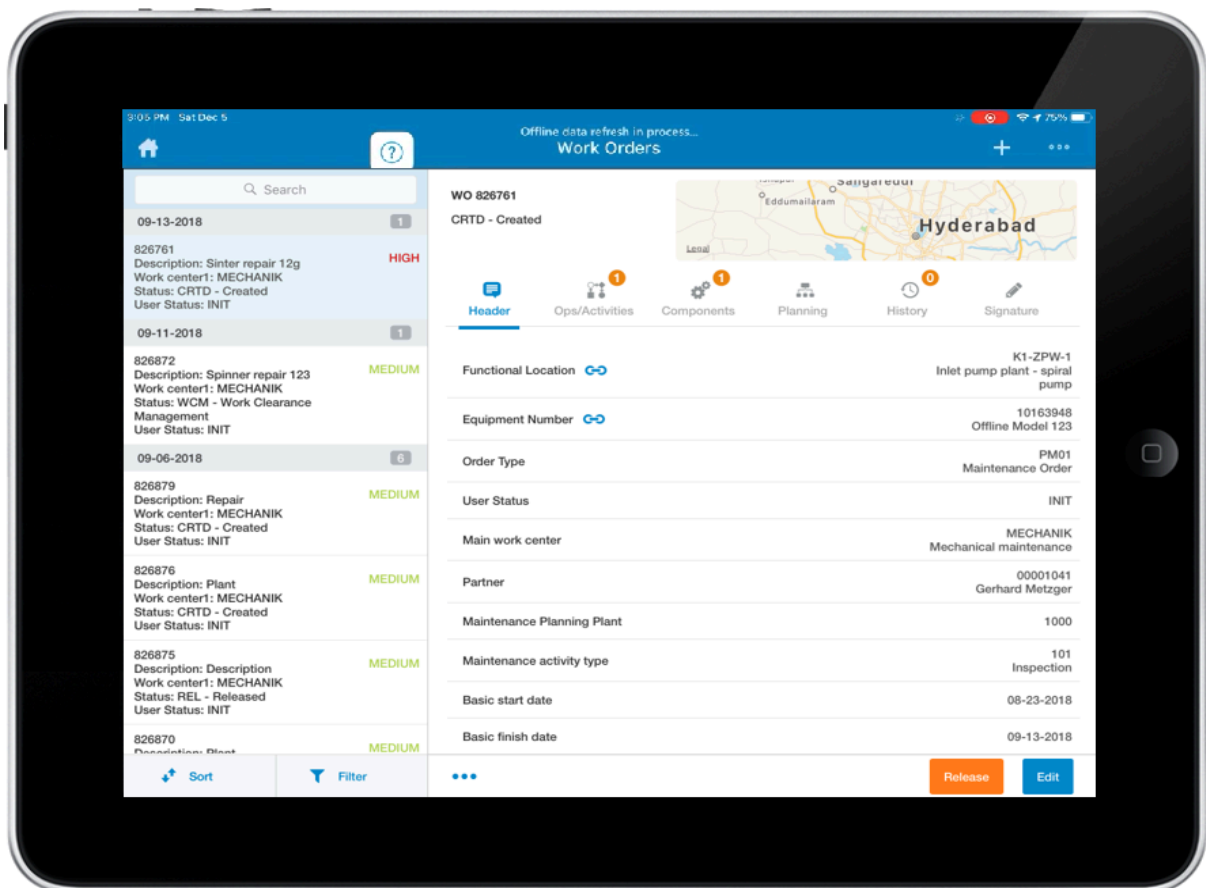 3:05 PM Sat Dec 5
75%
Offline data refresh in process...
Work Orders
?
Search
09-13-2018 1
826761
HIGH
Description: Sinter repair 12g
Work center1: MECHANIK
Status: CRTD - Created
User Status: INIT
09-11-2018 1
826872
MEDIUM
Description: Spinner repair 123
Work center1: MECHANIK
Status: WCM - Work Clearance
Management
User Status: INIT
09-06-2018 6
826879
MEDIUM
Description: Repair
Work center1: MECHANIK
Status: CRTD - Created
User Status: INIT
826876
MEDIUM
Description: Plant
Work center1: MECHANIK
Status: CRTD - Created
User Status: INIT
826875
MEDIUM
Description: Description
Work center1: MECHANIK
Status: REL - Released
User Status: INIT
826870
MEDIUM
Description: Plant
Sort
Filter
WO 826761
CRTD - Created
Sangareddi
Eddumailaram
Hyderabad
Legal
Header
Ops/Activities 1
Components 1
Planning
History 0
Signature
Functional Location
K1-ZPW-1
Inlet pump plant - spiral
pump
Equipment Number
10163948
Offline Model 123
Order Type
PM01
Maintenance Order
User Status
INIT
Main work center
MECHANIK
Mechanical maintenance
Partner
00001041
Gerhard Metzger
Maintenance Planning Plant
1000
Maintenance activity type
101
Inspection
Basic start date
08-23-2018
Basic finish date
09-13-2018
Release
Edit